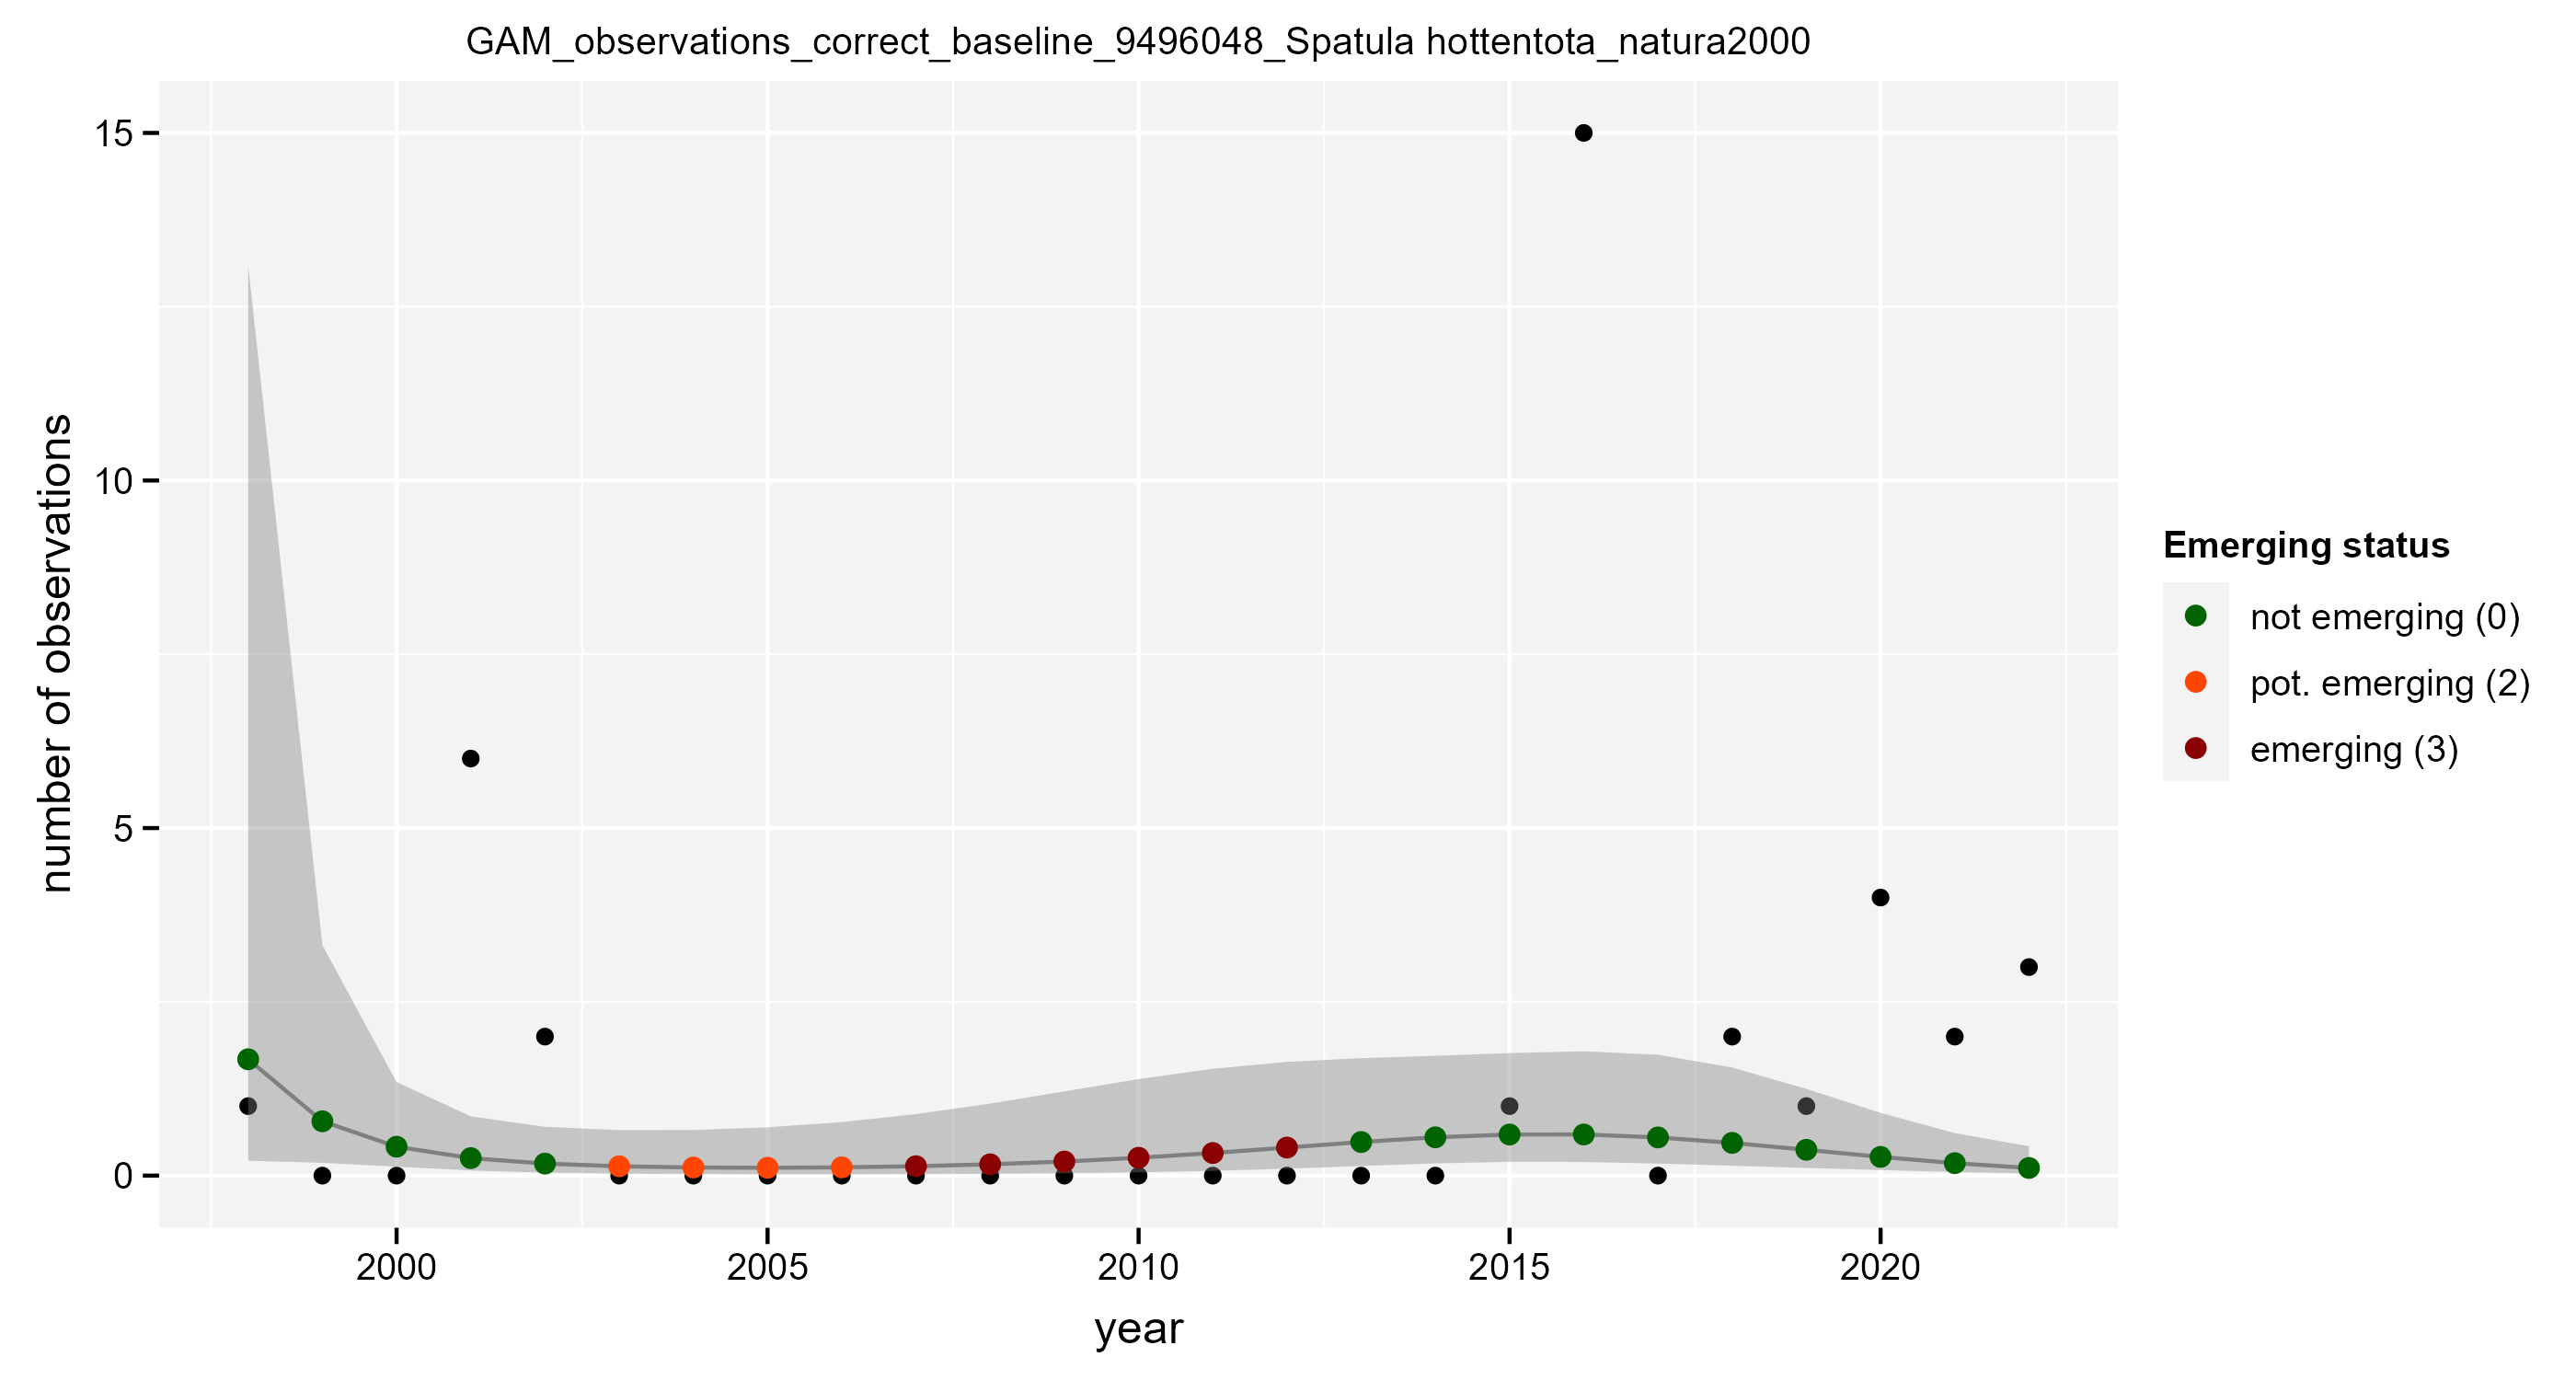 GAM_observations_correct_baseline_9496048_Spatula hottentota_natura2000
number of observations
15
10
5
0
2000
2005
2010
2015
2020
year
Emerging status
not emerging (0)
pot. emerging (2)
emerging (3)